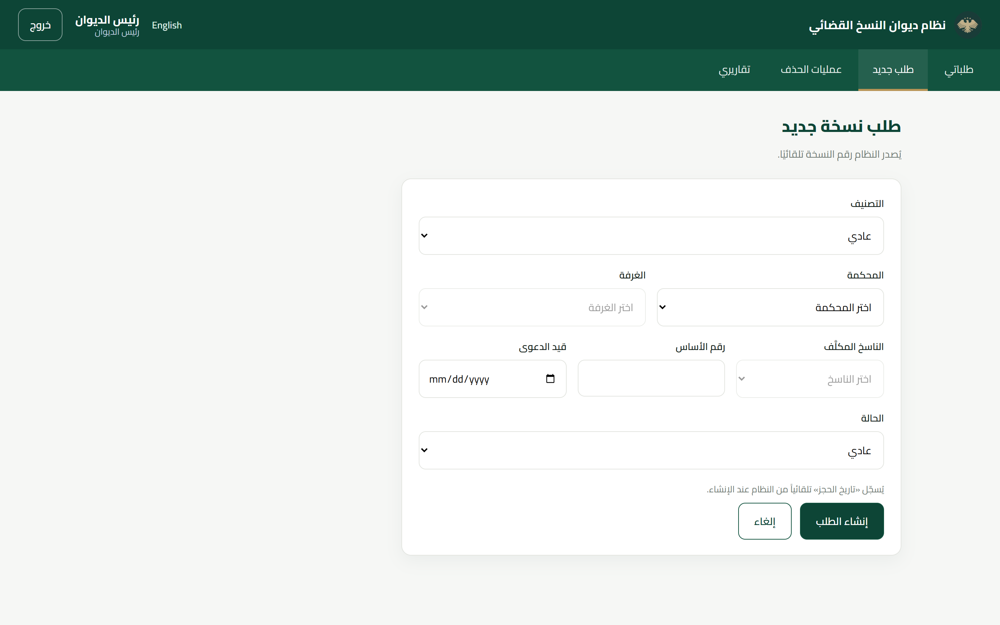 نظام ديوان النسخ القضائي
English
رئيس الديوان
رئيس الديوان
خروج
طلباتي
طلب جديد
عمليات الحذف
تقاريري
طلب نسخة جديد
يُصدر النظام رقم النسخة تلقائيًا.
التصنيف
عادي
المحكمة
الغرفة
اختر المحكمة
اختر الغرفة
الناسخ المكلَّف
رقم الأساس
قيد الدعوى
اختر الناسخ
mm/dd/yyyy
الحالة
عادي
يُسجّل «تاريخ الحجز» تلقائياً من النظام عند الإنشاء.
إنشاء الطلب
إلغاء